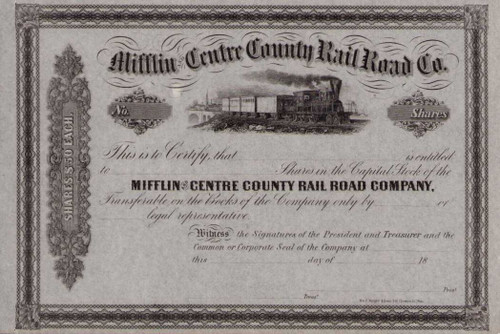 Mifflin and Centre County Rail Road Co.
No. Shares
SHARES $50 EACH.
This is to Certify, that is entitled
to Shares in the Capital Stock of the
MIFFLIN AND CENTRE COUNTY RAIL ROAD COMPANY,
Transferable on the Books of the Company only by or
legal representative.
Witness the Signatures of the President and Treasurer and the
Common or Corporate Seal of the Company at
this day of 18